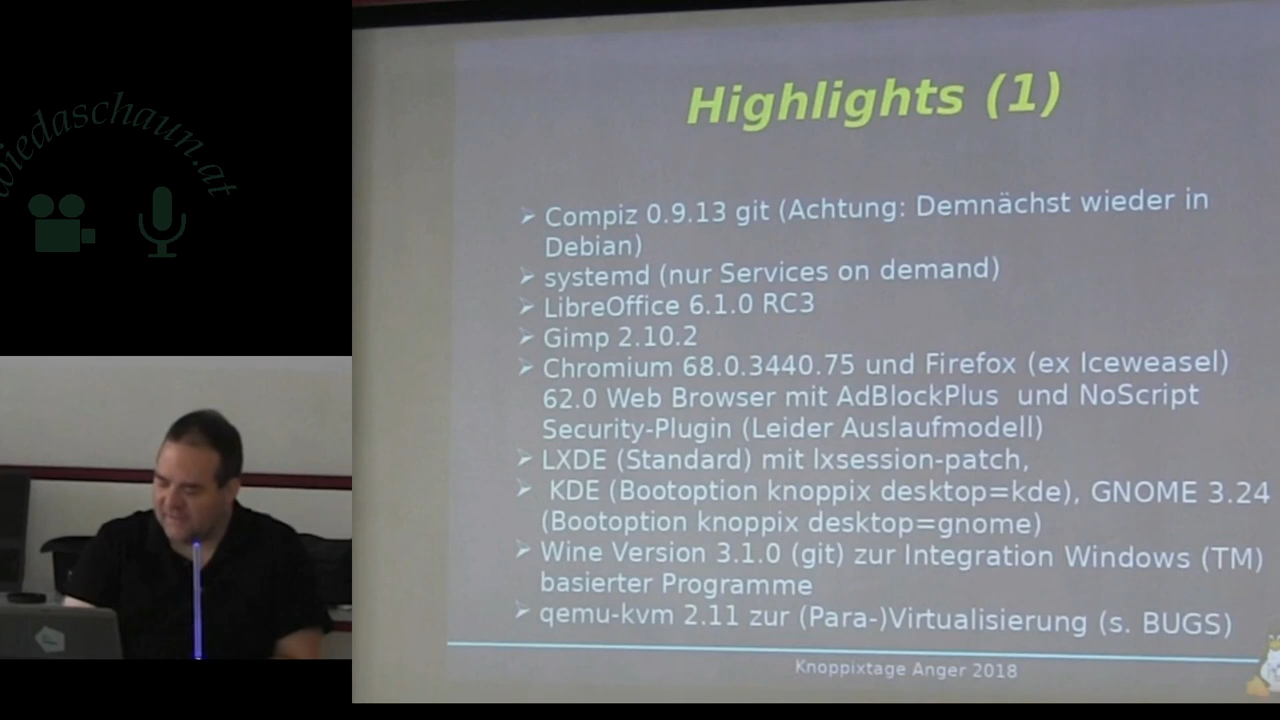 wiedaschaun.at
Highlights (1)
➢ Compiz 0.9.13 git (Achtung: Demnächst wieder in
Debian)
➢ systemd (nur Services on demand)
➢ LibreOffice 6.1.0 RC3
➢ Gimp 2.10.2
➢ Chromium 68.0.3440.75 und Firefox (ex Iceweasel)
62.0 Web Browser mit AdBlockPlus und NoScript
Security-Plugin (Leider Auslaufmodell)
➢ LXDE (Standard) mit lxsession-patch,
➢ KDE (Bootoption knoppix desktop=kde), GNOME 3.24
(Bootoption knoppix desktop=gnome)
➢ Wine Version 3.1.0 (git) zur Integration Windows (TM)
basierter Programme
➢ qemu-kvm 2.11 zur (Para-)Virtualisierung (s. BUGS)
Knoppixtage Anger 2018